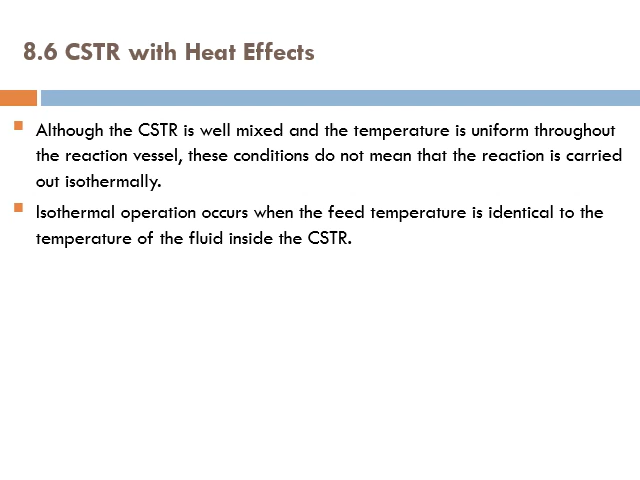 8.6 CSTR with Heat Effects
Although the CSTR is well mixed and the temperature is uniform throughout
the reaction vessel, these conditions do not mean that the reaction is carried
out isothermally.
Isothermal operation occurs when the feed temperature is identical to the
temperature of the fluid inside the CSTR.